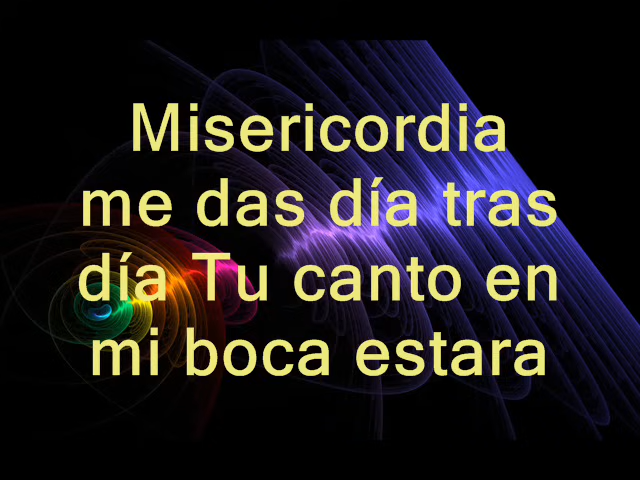 Misericordia
me das día tras
día Tu canto en
mi boca estara